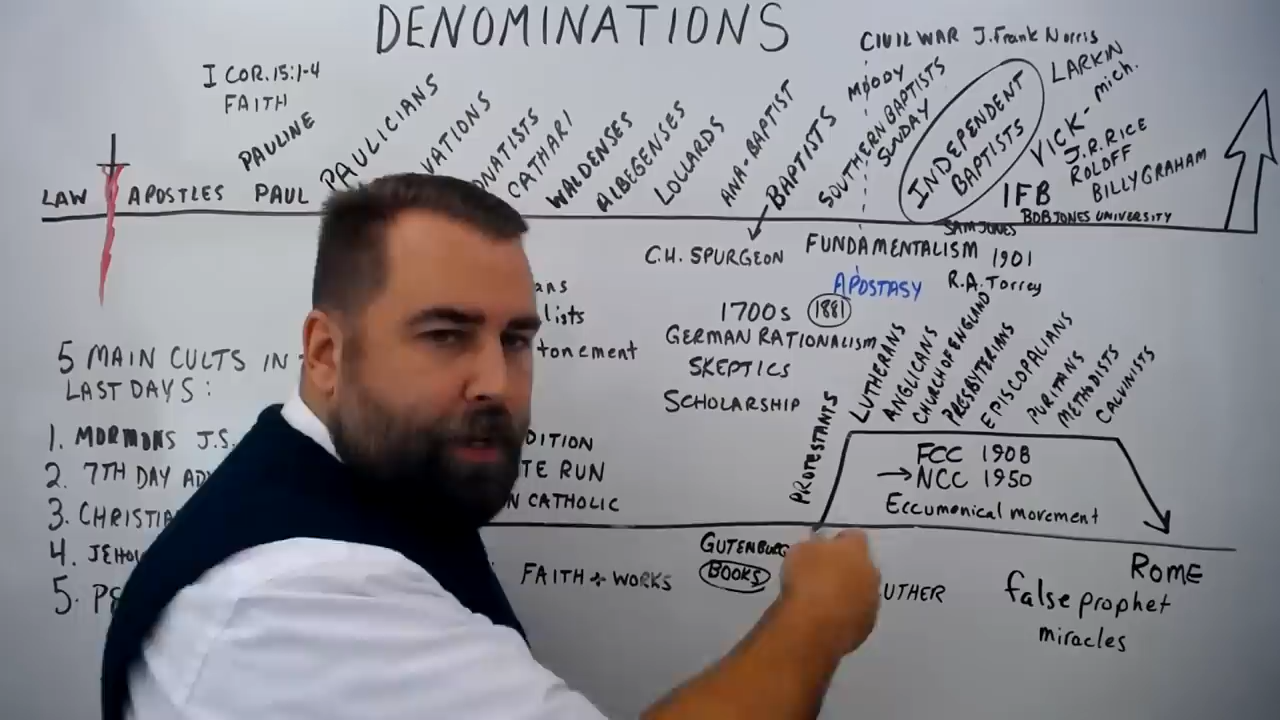 DENOMINATIONS
CIVIL WAR J. Frank Norris
I COR. 15:1-4
FAITH
LAW
APOSTLES
PAULINE
PAUL
PAULICIANS
VATIONS
ONATISTS
CATHARI
WALDENSES
ALBEGENSES
LOLLARDS
ANA-BAPTIST
BAPTISTS
MOODY
SOUTHERN BAPTISTS
SUNDAY
INDEPENDENT
BAPTISTS
LARKIN
VICK - mich.
J.R.RICE
ROLOFF
IFB
BILLY GRAHAM
BOB JONES UNIVERSITY
SAM JONES
C.H. SPURGEON
FUNDAMENTALISM 1901
APOSTASY
R.A. Torrey
1700s 1881
GERMAN RATIONALISM
SKEPTICS
SCHOLARSHIP
ans
lists
tonement
5 MAIN CULTS IN
LAST DAYS:
1. MORMONS J.S.
2. 7TH DAY AD
3. CHRISTIA
4. JEHOV
5. PE
DITION
TE RUN
N CATHOLIC
PROTESTANTS
LUTHERANS
ANGLICANS
CHURCH OF ENGLAND
PRESBYTERIANS
EPISCOPALIANS
PURITANS
METHODISTS
CALVINISTS
FCC 1908
→NCC 1950
Eccumenical movement
FAITH + WORKS
GUTENBURG
BOOKS
UTHER
ROME
false prophet
miracles